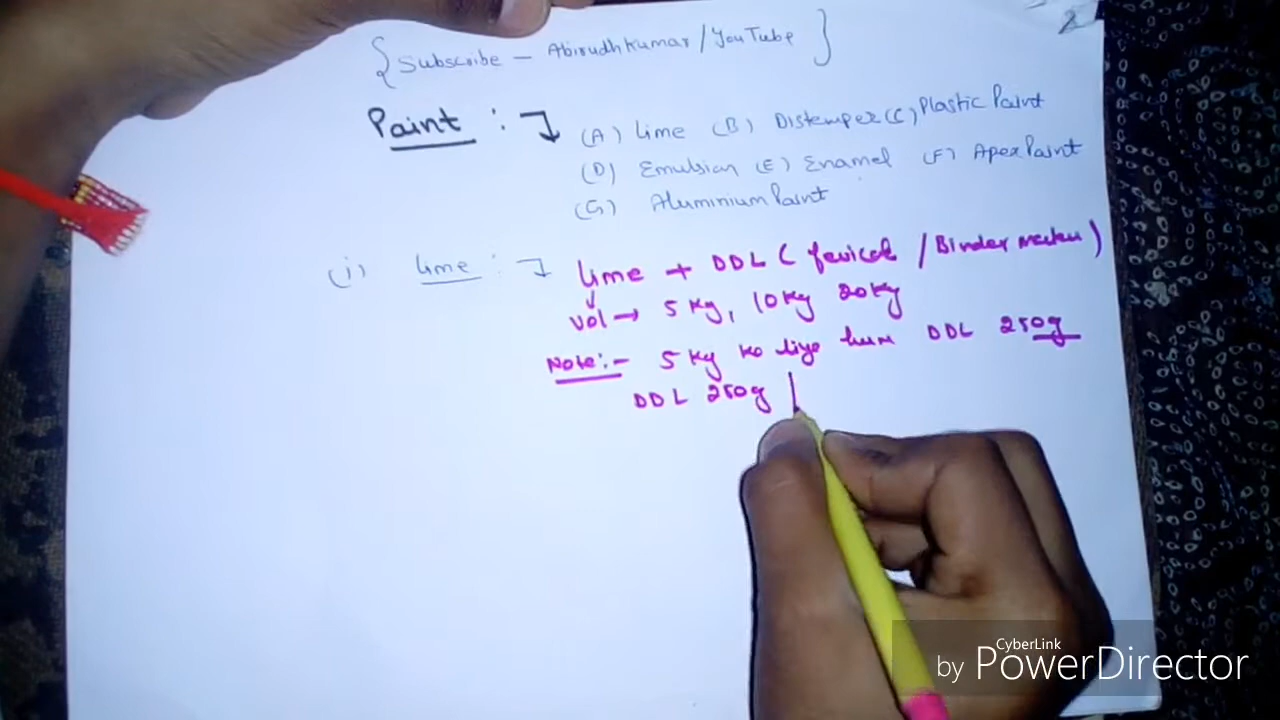 { Subscribe – Abirudhkumar/YouTube }
Paint : (A) Lime (B) Distemper (C) Plastic Paint
(D) Emulsion (E) Enamel (F) Apex Paint
(G) Aluminium Paint
(i) Lime : Lime + DDL ( fevicol / Binder
Vol → 5 Kg, 10 Kg 20 Kg
Note:- 5 Kg ke liye hum DDL 250g
DDL 250g |
2
CyberLink
by PowerDirector